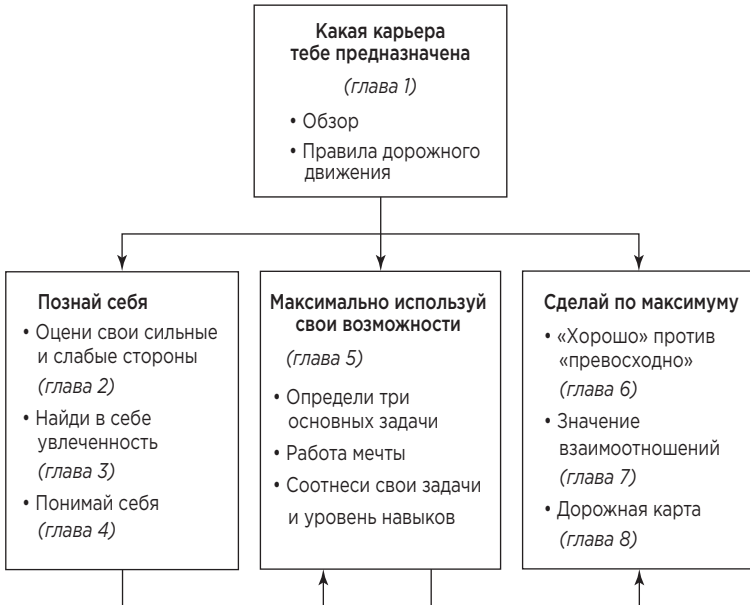 Какая карьера
тебе предназначена
(глава 1)
• Обзор
• Правила дорожного
движения
Познай себя
• Оцени свои сильные
и слабые стороны
(глава 2)
• Найди в себе
увлеченность
(глава 3)
• Понимай себя
(глава 4)
Максимально используй
свои возможности
(глава 5)
• Определи три
основных задачи
• Работа мечты
• Соотнеси свои задачи
и уровень навыков
Сделай по максимуму
• «Хорошо» против
«превосходно»
(глава 6)
• Значение
взаимоотношений
(глава 7)
• Дорожная карта
(глава 8)